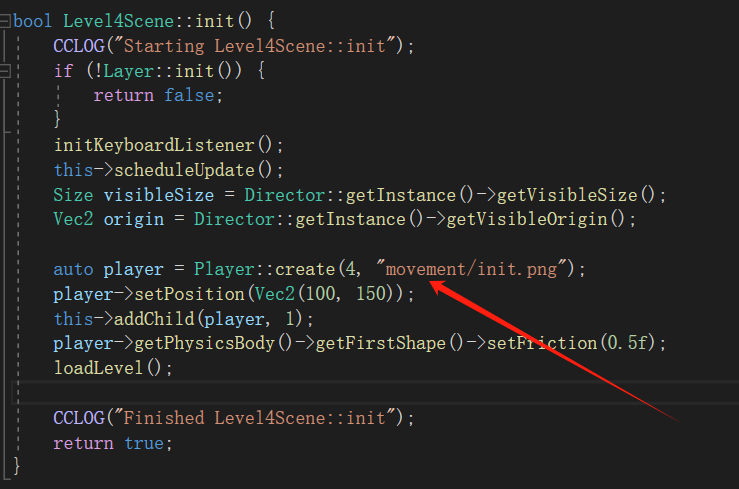 bool Level4Scene::init() {
CCLOG("Starting Level4Scene::init");
if (!Layer::init()) {
return false;
}
initKeyboardListener();
this->scheduleUpdate();
Size visibleSize = Director::getInstance()->getVisibleSize();
Vec2 origin = Director::getInstance()->getVisibleOrigin();
auto player = Player::create(4, "movement/init.png");
player->setPosition(Vec2(100, 150));
this->addChild(player, 1);
player->getPhysicsBody()->getFirstShape()->setFriction(0.5f);
loadLevel();
CCLOG("Finished Level4Scene::init");
return true;
}